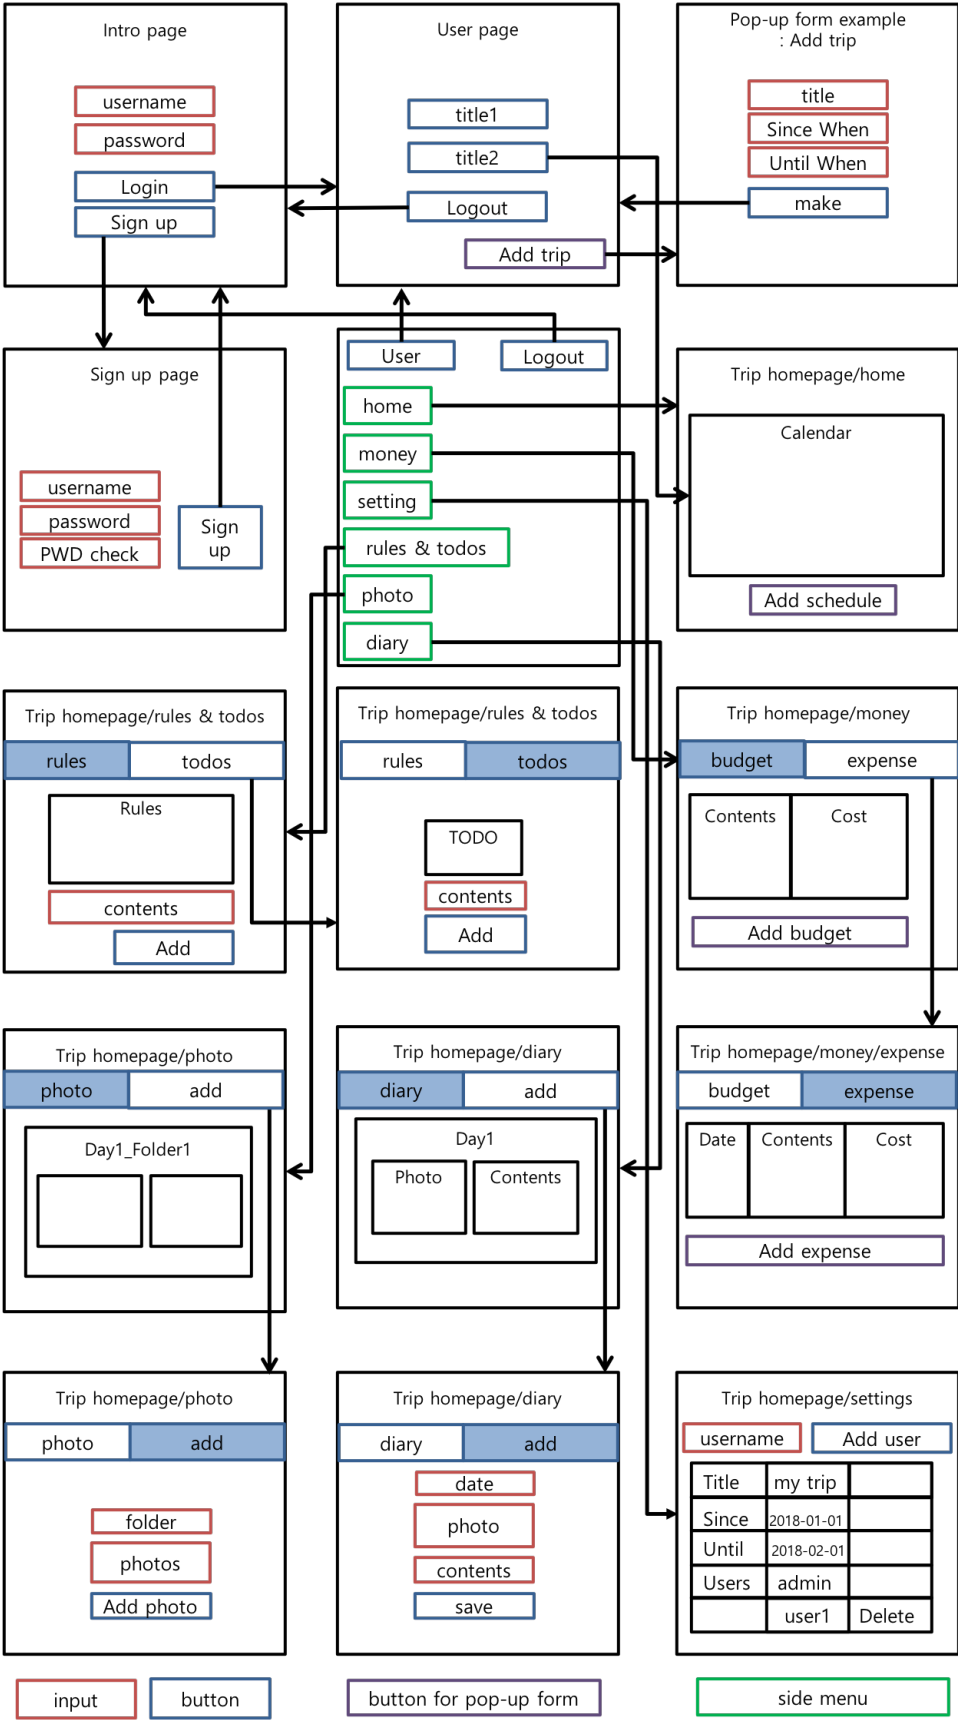 Intro page
username
password
Login
Sign up
User page
title1
title2
Logout
Add trip
Pop-up form example
: Add trip
title
Since When
Until When
make
Sign up page
username
password
PWD check
Sign
up
User
Logout
home
money
setting
rules & todos
photo
diary
Trip homepage/home
Calendar
Add schedule
Trip homepage/rules & todos
rules
todos
Rules
contents
Add
Trip homepage/rules & todos
rules
todos
TODO
contents
Add
Trip homepage/money
budget
expense
Contents
Cost
Add budget
Trip homepage/photo
photo
add
Day1_Folder1
Trip homepage/diary
diary
add
Day1
Photo
Contents
Trip homepage/money/expense
budget
expense
Date
Contents
Cost
Add expense
Trip homepage/photo
photo
add
folder
photos
Add photo
Trip homepage/diary
diary
add
date
photo
contents
save
Trip homepage/settings
username
Add user
Title my trip
Since 2018-01-01
Until 2018-02-01
Users admin
user1 Delete
input
button
button for pop-up form
side menu